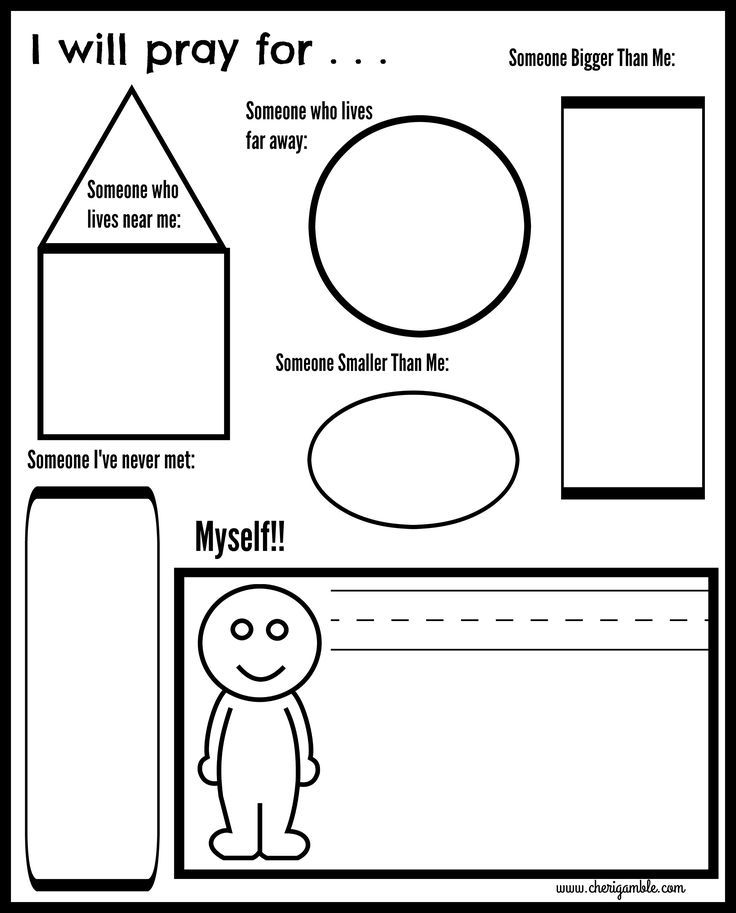 I will pray for . . .
Someone Bigger Than Me:
Someone who lives
far away:
Someone who
lives near me:
Someone Smaller Than Me:
Someone I've never met:
Myself!!
www.cherigamble.com